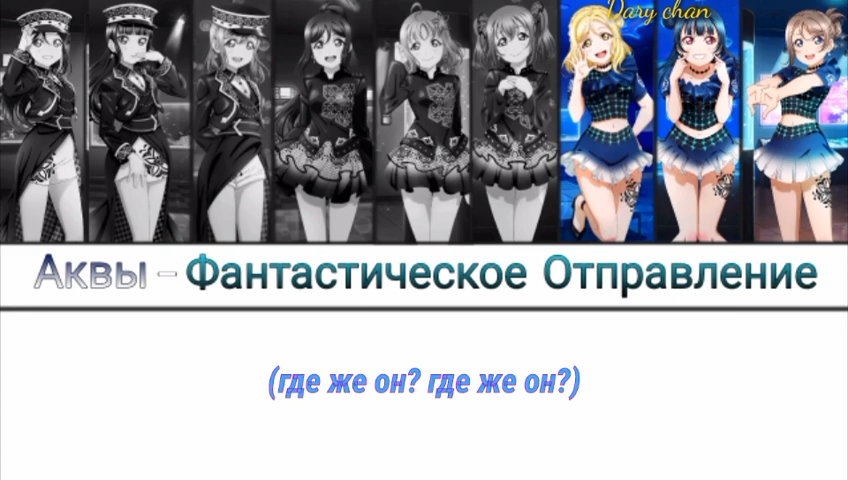 Dary chan
Аквы - Фантастическое Отправление
(где же он? где же он?)